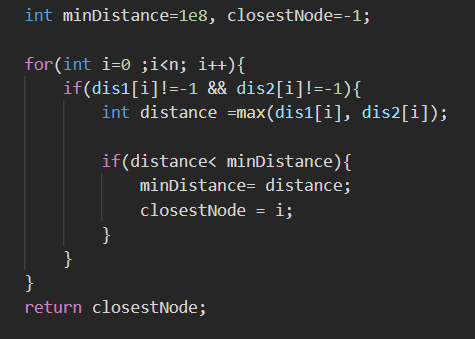 int minDistance=1e8, closestNode=-1;
for(int i=0 ;i<n; i++){
if(dis1[i]!=-1 && dis2[i]!=-1){
int distance =max(dis1[i], dis2[i]);
if(distance< minDistance){
minDistance= distance;
closestNode = i;
}
}
}
return closestNode;